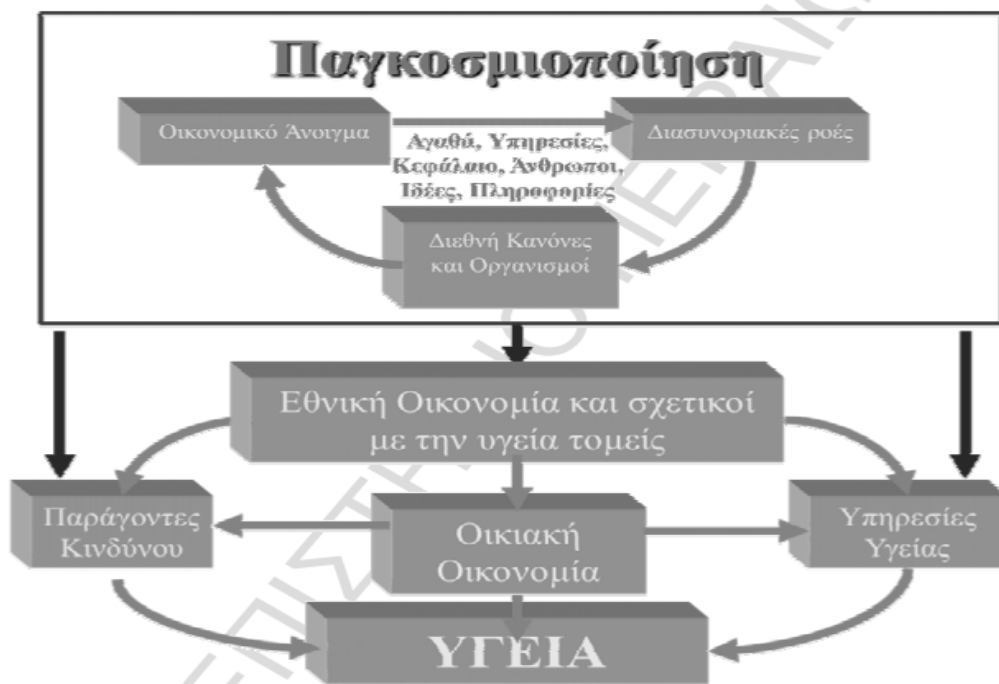 Παγκοσμιοποίηση
Οικονομικό Άνοιγμα
Διασυνοριακές ροές
Αγαθά, Υπηρεσίες,
Κεφάλαιο, Άνθρωποι,
Ιδέες, Πληροφορίες
Διεθνή Κανόνες
και Οργανισμοί
Εθνική Οικονομία και σχετικοί
με την υγεία τομείς
Παράγοντες
Κινδύνου
Οικιακή
Οικονομία
Υπηρεσίες
Υγείας
ΥΓΕΙΑ